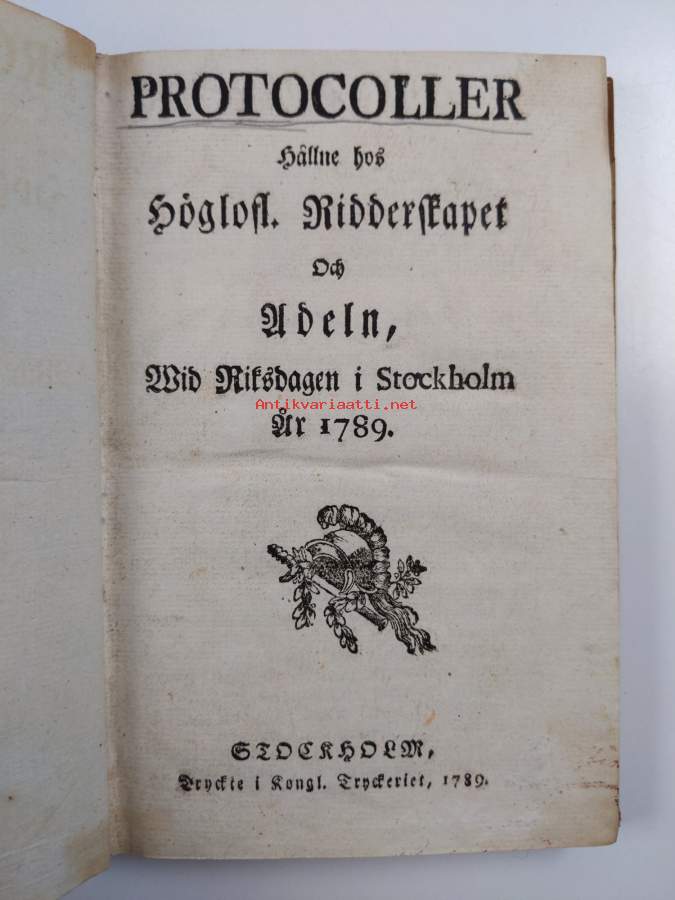 PROTOCOLLER
Hållne hos
Höglofl. Ridderskapet
Och
Adeln,
Wid Riksdagen i Stockholm
Antikvariaatti.net
År 1789.
STOCKHOLM,
Tryckte i Kongl. Tryckeriet, 1789.